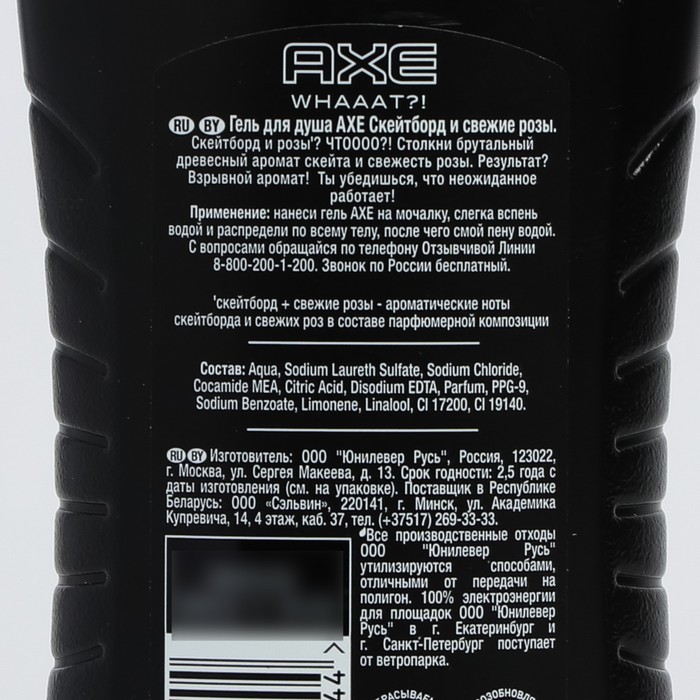 AXE
WHAAAT?!
RU BY Гель для душа AXE Скейтборд и свежие розы.
Скейтборд и розы'? ЧТОООО?! Столкни брутальный
древесный аромат скейта и свежесть розы. Результат?
Взрывной аромат! Ты убедишься, что неожиданное
работает!
Применение: нанеси гель AXE на мочалку, слегка вспень
водой и распредели по всему телу, после чего смой пену водой.
С вопросами обращайся по телефону Отзывчивой Линии
8-800-200-1-200. Звонок по России бесплатный.
'скейтборд + свежие розы - ароматические ноты
скейтборда и свежих роз в составе парфюмерной композиции
Состав: Aqua, Sodium Laureth Sulfate, Sodium Chloride,
Cocamide MEA, Citric Acid, Disodium EDTA, Parfum, PPG-9,
Sodium Benzoate, Limonene, Linalool, CI 17200, CI 19140.
RU BY Изготовитель: ООО "Юнилевер Русь", Россия, 123022,
г. Москва, ул. Сергея Макеева, д. 13. Срок годности: 2,5 года с
даты изготовления (см. на упаковке). Поставщик в Республике
Беларусь: ООО «Сэльвин», 220141, г. Минск, ул. Академика
Купревича, 14, 4 этаж, каб. 37, тел. (+37517) 269-33-33.
Все производственные отходы
ООО "Юнилевер Русь"
утилизируются способами,
отличными от передачи на
полигон. 100% электроэнергии
для площадок ООО "Юнилевер
Русь" в г. Екатеринбург и
г. Санкт-Петербург поступает
от ветропарка.